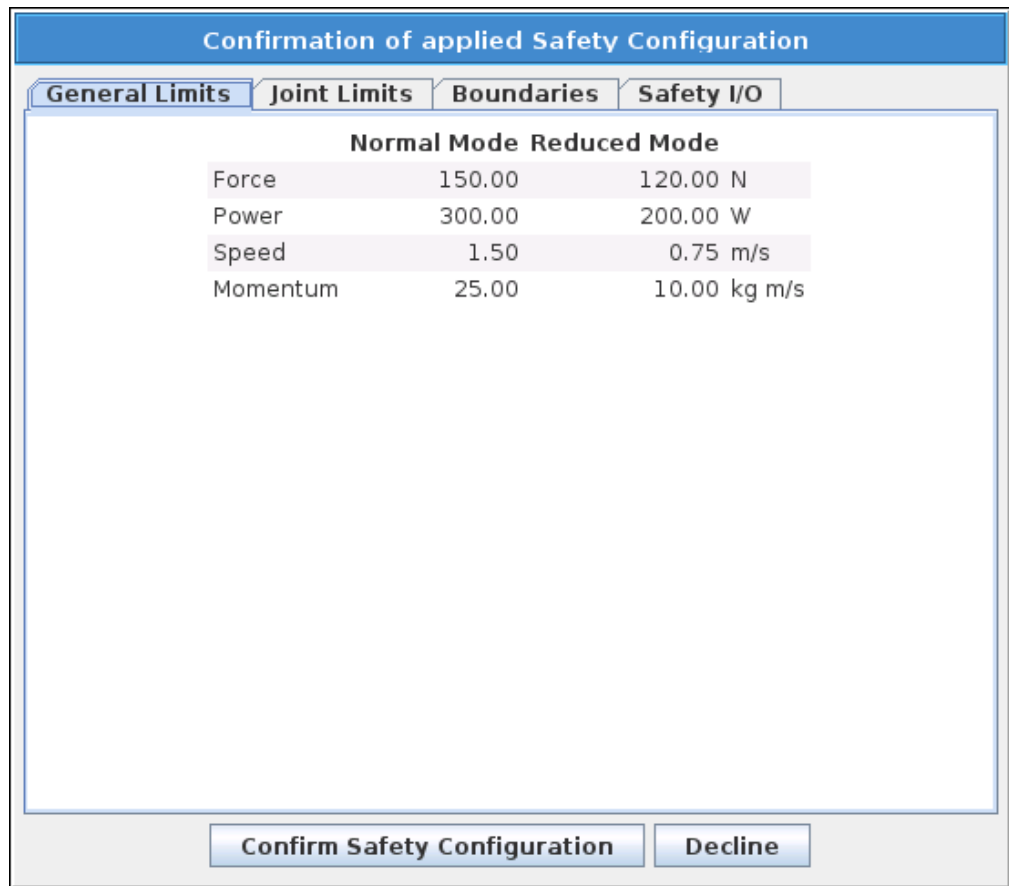 Confirmation of applied Safety Configuration
General Limits Joint Limits Boundaries Safety I/O
Normal Mode Reduced Mode
Force 150.00 120.00 N
Power 300.00 200.00 W
Speed 1.50 0.75 m/s
Momentum 25.00 10.00 kg m/s
Confirm Safety Configuration Decline